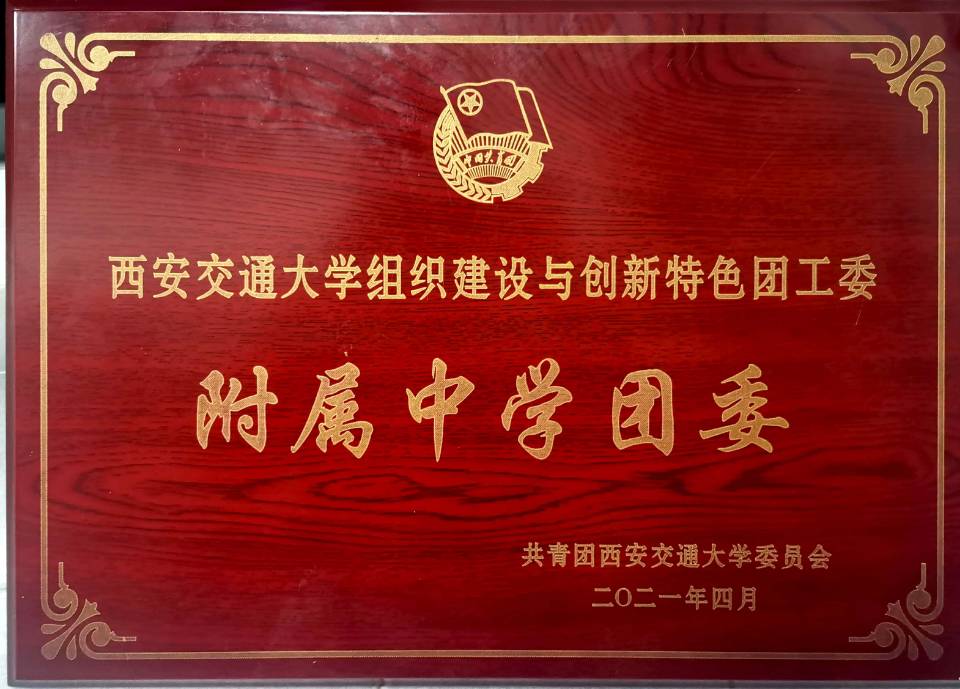 中国共青团
西安交通大学组织建设与创新特色团工委
附属中学团委
共青团西安交通大学委员会
二〇二一年四月